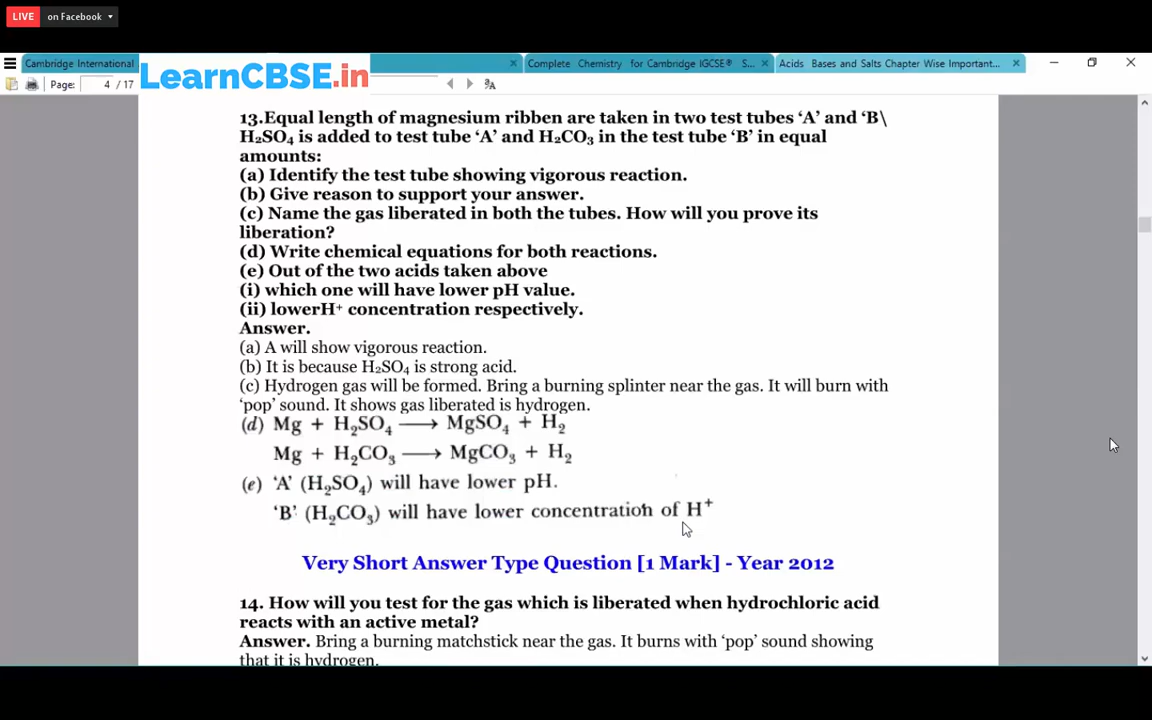 LIVE on Facebook
Cambridge International
Complete Chemistry for Cambridge IGCSE® S...
Acids Bases and Salts Chapter Wise Important...
LearnCBSE.in
Page: 4 / 17
13.Equal length of magnesium ribben are taken in two test tubes ‘A’ and ‘B\
H₂SO₄ is added to test tube ‘A’ and H₂CO₃ in the test tube ‘B’ in equal
amounts:
(a) Identify the test tube showing vigorous reaction.
(b) Give reason to support your answer.
(c) Name the gas liberated in both the tubes. How will you prove its
liberation?
(d) Write chemical equations for both reactions.
(e) Out of the two acids taken above
(i) which one will have lower pH value.
(ii) lowerH⁺ concentration respectively.
Answer.
(a) A will show vigorous reaction.
(b) It is because H₂SO₄ is strong acid.
(c) Hydrogen gas will be formed. Bring a burning splinter near the gas. It will burn with
‘pop’ sound. It shows gas liberated is hydrogen.
(d) Mg + H₂SO₄ ⟶ MgSO₄ + H₂
Mg + H₂CO₃ ⟶ MgCO₃ + H₂
(e) ‘A’ (H₂SO₄) will have lower pH.
‘B’ (H₂CO₃) will have lower concentration of H⁺
Very Short Answer Type Question [1 Mark] - Year 2012
14. How will you test for the gas which is liberated when hydrochloric acid
reacts with an active metal?
Answer. Bring a burning matchstick near the gas. It burns with ‘pop’ sound showing
that it is hydrogen.